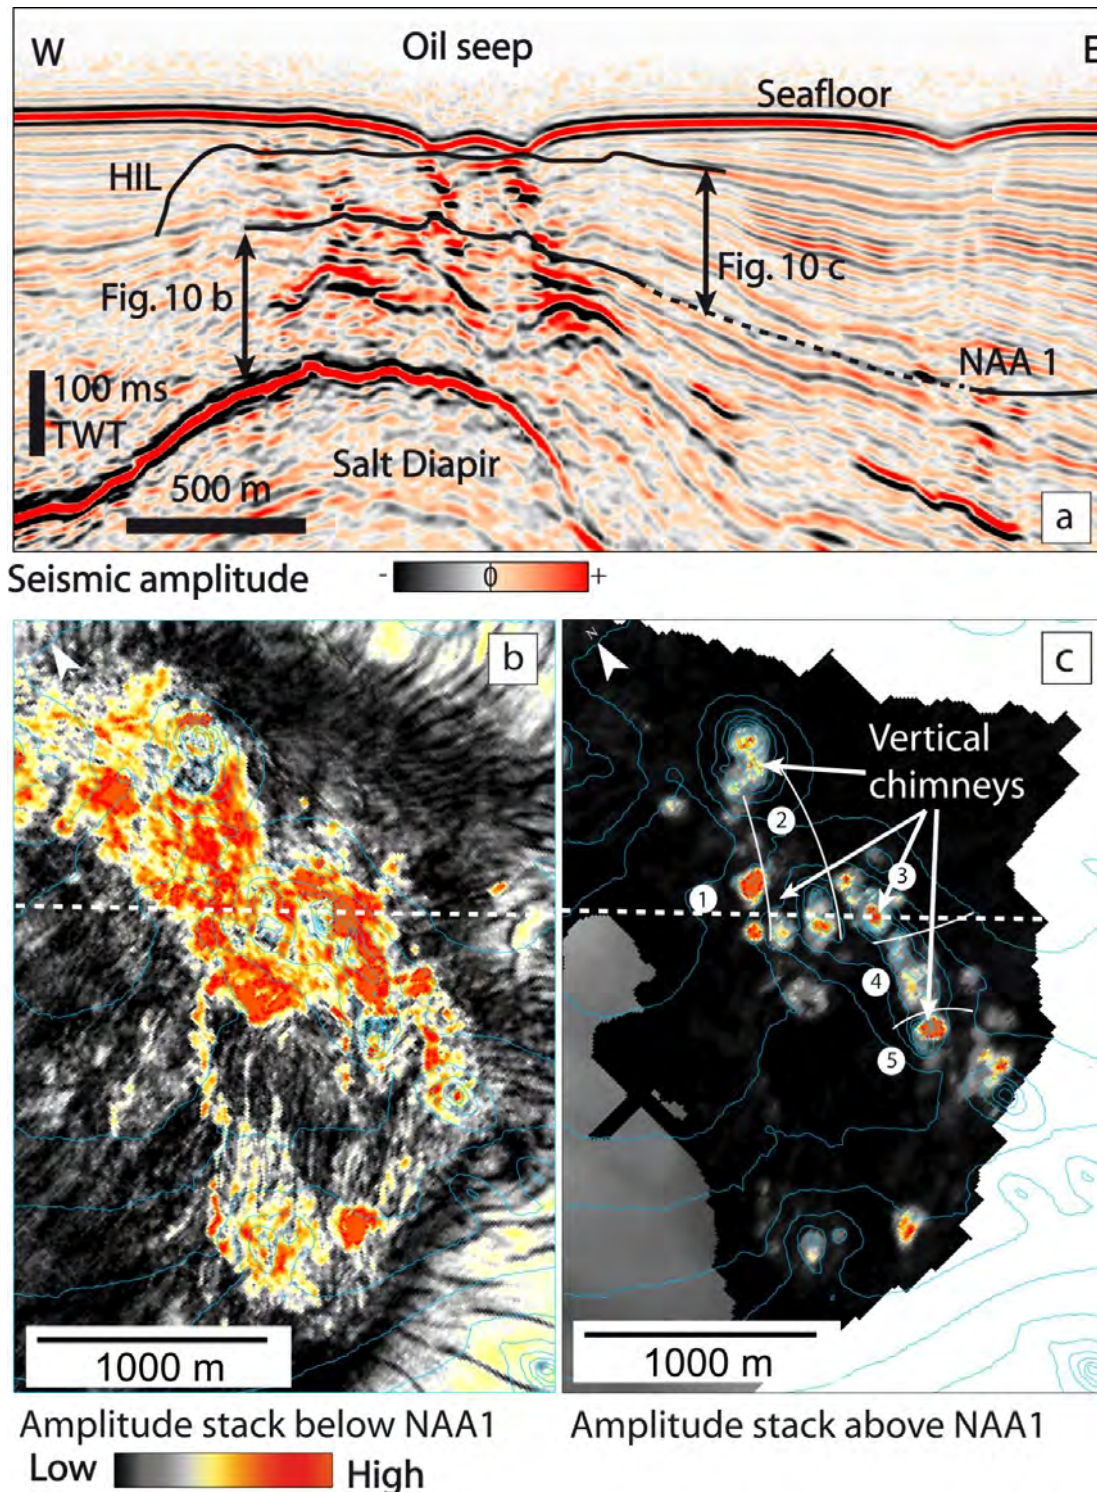 W
Oil seep
E
Seafloor
HIL
Fig. 10 b
Fig. 10 c
NAA 1
100 ms
TWT
Salt Diapir
500 m
a
Seismic amplitude
- 0 +
b
N
c
Vertical
chimneys
2
3
1
4
5
1000 m
1000 m
Amplitude stack below NAA1
Amplitude stack above NAA1
Low High